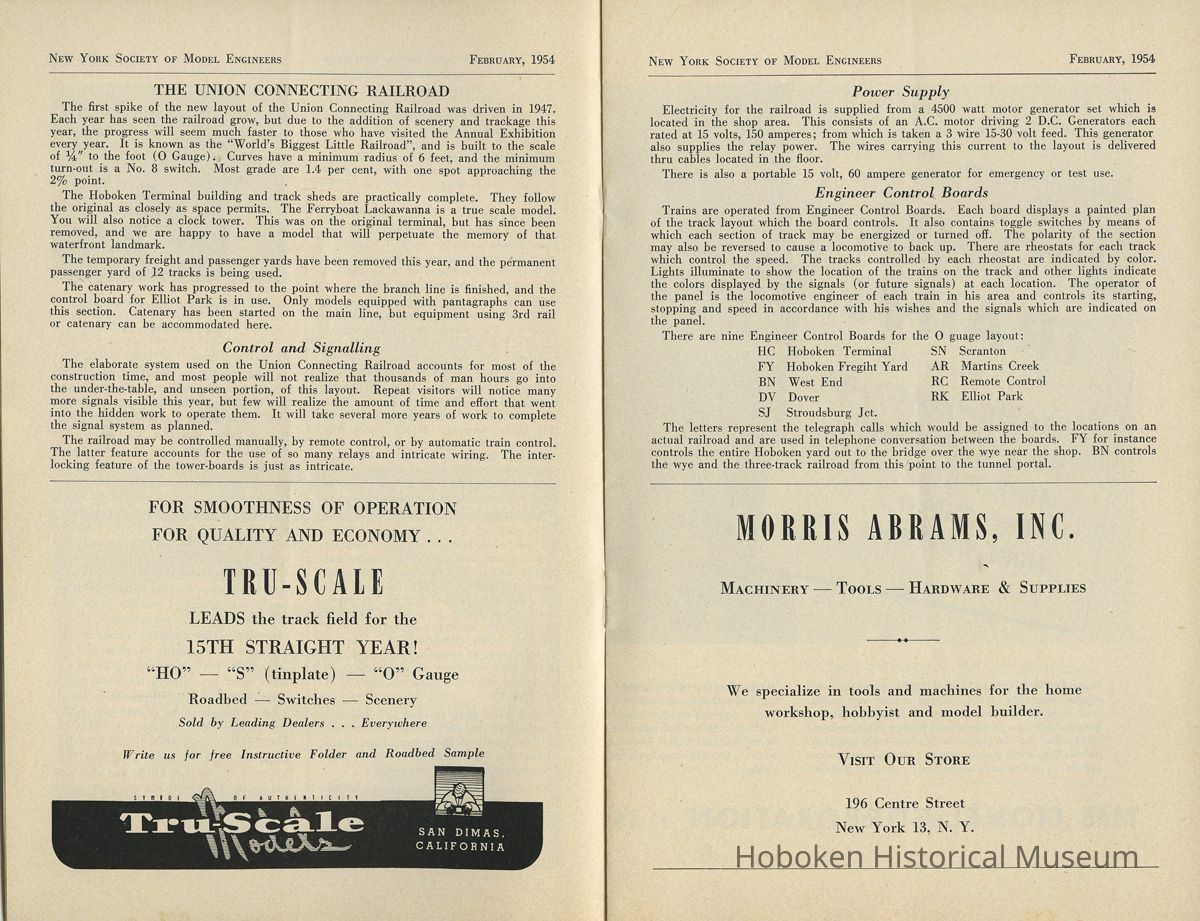 NEW YORK SOCIETY OF MODEL ENGINEERS FEBRUARY, 1954
THE UNION CONNECTING RAILROAD
The first spike of the new layout of the Union Connecting Railroad was driven in 1947.
Each year has seen the railroad grow, but due to the addition of scenery and trackage this
year, the progress will seem much faster to those who have visited the Annual Exhibition
every year. It is known as the “World's Biggest Little Railroad”, and is built to the scale
of ¼″ to the foot (O Gauge). Curves have a minimum radius of 6 feet, and the minimum
turn-out is a No. 8 switch. Most grade are 1.4 per cent, with one spot approaching the
2% point.
The Hoboken Terminal building and track sheds are practically complete. They follow
the original as closely as space permits. The Ferryboat Lackawanna is a true scale model.
You will also notice a clock tower. This was on the original terminal, but has since been
removed, and we are happy to have a model that will perpetuate the memory of that
waterfront landmark.
The temporary freight and passenger yards have been removed this year, and the permanent
passenger yard of 12 tracks is being used.
The catenary work has progressed to the point where the branch line is finished, and the
control board for Elliot Park is in use. Only models equipped with pantagraphs can use
this section. Catenary has been started on the main line, but equipment using 3rd rail
or catenary can be accommodated here.
Control and Signalling
The elaborate system used on the Union Connecting Railroad accounts for most of the
construction time, and most people will not realize that thousands of man hours go into
the under-the-table, and unseen portion, of this layout. Repeat visitors will notice many
more signals visible this year, but few will realize the amount of time and effort that went
into the hidden work to operate them. It will take several more years of work to complete
the signal system as planned.
The railroad may be controlled manually, by remote control, or by automatic train control.
The latter feature accounts for the use of so many relays and intricate wiring. The inter-
locking feature of the tower-boards is just as intricate.
FOR SMOOTHNESS OF OPERATION
FOR QUALITY AND ECONOMY . . .
TRU-SCALE
LEADS the track field for the
15TH STRAIGHT YEAR!
“HO” — “S” (tinplate) — “O” Gauge
Roadbed — Switches — Scenery
Sold by Leading Dealers . . . Everywhere
Write us for free Instructive Folder and Roadbed Sample
SYMBOL OF AUTHENTICITY
Tru-Scale
Models
SAN DIMAS,
CALIFORNIA
NEW YORK SOCIETY OF MODEL ENGINEERS FEBRUARY, 1954
Power Supply
Electricity for the railroad is supplied from a 4500 watt motor generator set which is
located in the shop area. This consists of an A.C. motor driving 2 D.C. Generators each
rated at 15 volts, 150 amperes; from which is taken a 3 wire 15-30 volt feed. This generator
also supplies the relay power. The wires carrying this current to the layout is delivered
thru cables located in the floor.
There is also a portable 15 volt, 60 ampere generator for emergency or test use.
Engineer Control Boards
Trains are operated from Engineer Control Boards. Each board displays a painted plan
of the track layout which the board controls. It also contains toggle switches by means of
which each section of track may be energized or turned off. The polarity of the section
may also be reversed to cause a locomotive to back up. There are rheostats for each track
which control the speed. The tracks controlled by each rheostat are indicated by color.
Lights illuminate to show the location of the trains on the track and other lights indicate
the colors displayed by the signals (or future signals) at each location. The operator of
the panel is the locomotive engineer of each train in his area and controls its starting,
stopping and speed in accordance with his wishes and the signals which are indicated on
the panel.
There are nine Engineer Control Boards for the O guage layout:
HC Hoboken Terminal SN Scranton
FY Hoboken Fregiht Yard AR Martins Creek
BN West End RC Remote Control
DV Dover RK Elliot Park
SJ Stroudsburg Jct.
The letters represent the telegraph calls which would be assigned to the locations on an
actual railroad and are used in telephone conversation between the boards. FY for instance
controls the entire Hoboken yard out to the bridge over the wye near the shop. BN controls
the wye and the three-track railroad from this point to the tunnel portal.
MORRIS ABRAMS, INC.
MACHINERY — TOOLS — HARDWARE & SUPPLIES
We specialize in tools and machines for the home
workshop, hobbyist and model builder.
VISIT OUR STORE
196 Centre Street
New York 13, N. Y.
Hoboken Historical Museum